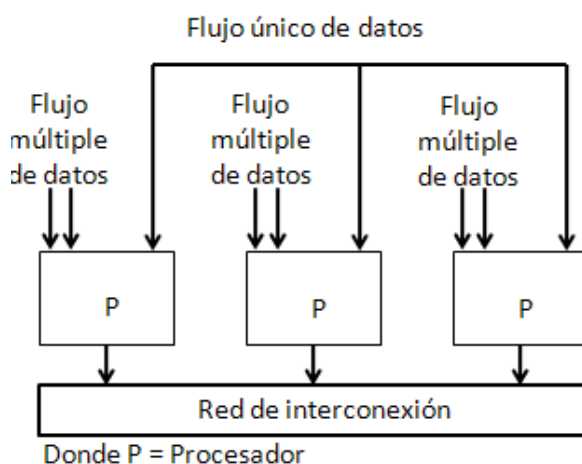 Flujo único de datos
Flujo
múltiple
de datos
Flujo
múltiple
de datos
Flujo
múltiple
de datos
P
P
P
Red de interconexión
Donde P = Procesador